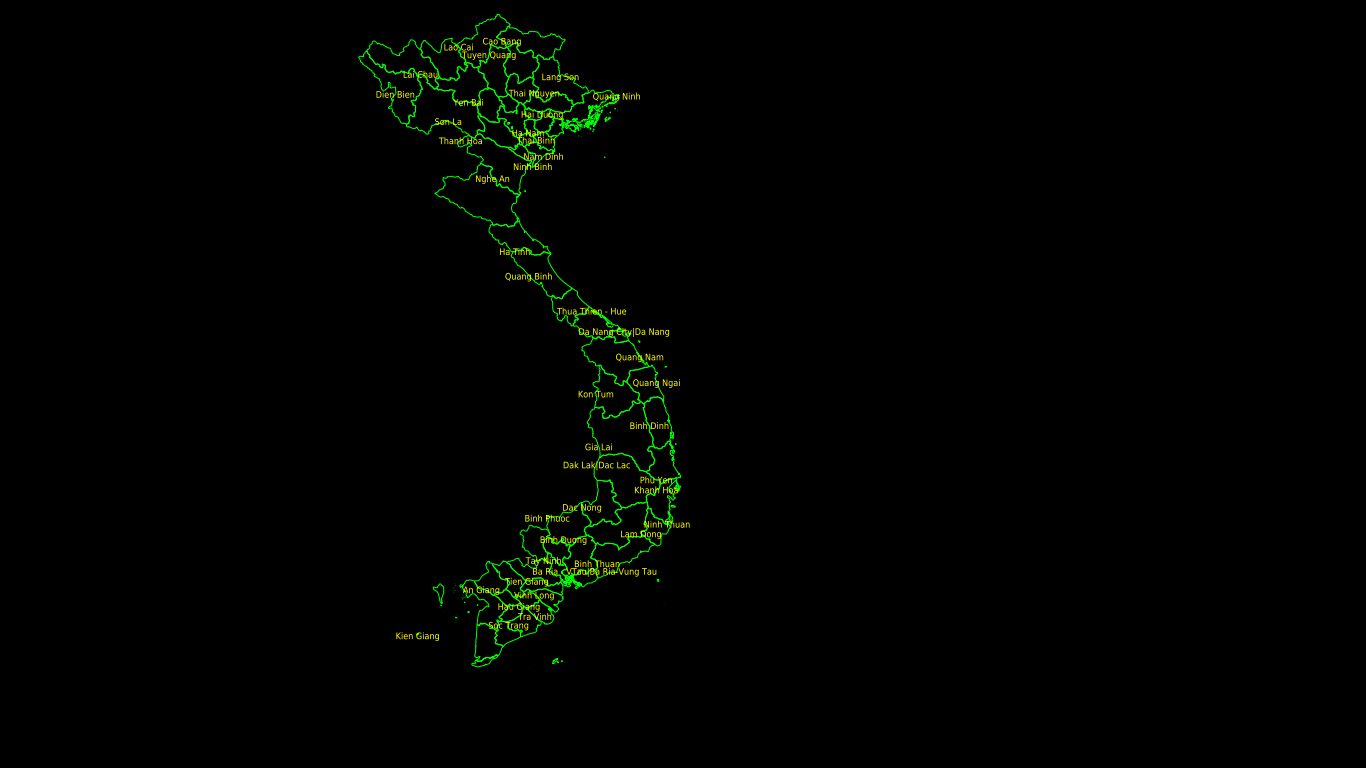 Cao Bang
Lao Cai
Tuyen Quang
Lai Chau
Lang Son
Dien Bien
Thai Nguyen
Quang Ninh
Yen Bai
Hai Duong
Son La
Ha Nam
Thanh Hoa
Thai Binh
Nam Dinh
Ninh Binh
Nghe An
Ha Tinh
Quang Binh
Thua Thien - Hue
Da Nang City|Da Nang
Quang Nam
Quang Ngai
Kon Tum
Binh Dinh
Gia Lai
Dak Lak|Dac Lac
Phu Yen
Khanh Hoa
Dac Nong
Binh Phuoc
Ninh Thuan
Lam Dong
Binh Duong
Tay Ninh
Binh Thuan
Ba Ria - VTau|Ba Ria-Vung Tau
Tien Giang
An Giang
Vinh Long
Hau Giang
Tra Vinh
Soc Trang
Kien Giang